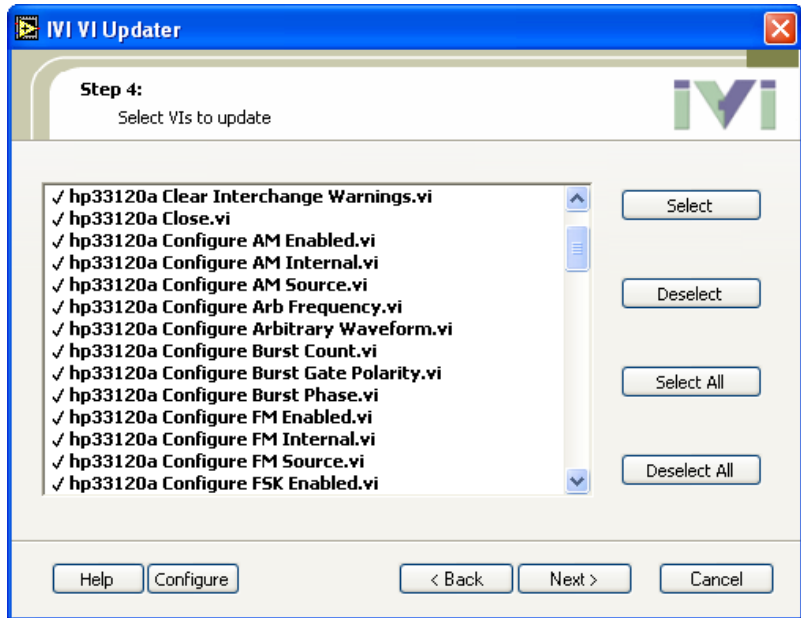 IVI VI Updater
Step 4:
Select VIs to update
iVi
✓ hp33120a Clear Interchange Warnings.vi
✓ hp33120a Close.vi
✓ hp33120a Configure AM Enabled.vi
✓ hp33120a Configure AM Internal.vi
✓ hp33120a Configure AM Source.vi
✓ hp33120a Configure Arb Frequency.vi
✓ hp33120a Configure Arbitrary Waveform.vi
✓ hp33120a Configure Burst Count.vi
✓ hp33120a Configure Burst Gate Polarity.vi
✓ hp33120a Configure Burst Phase.vi
✓ hp33120a Configure FM Enabled.vi
✓ hp33120a Configure FM Internal.vi
✓ hp33120a Configure FM Source.vi
✓ hp33120a Configure FSK Enabled.vi
Select
Deselect
Select All
Deselect All
Help
Configure
< Back
Next >
Cancel